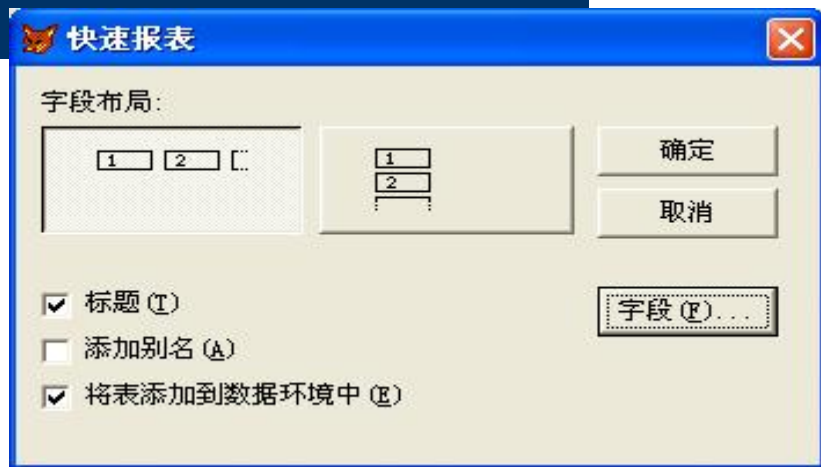 快速报表
字段布局:
1 2
1
2
确定
取消
标题(T)
添加别名(A)
将表添加到数据环境中(E)
字段(F)...